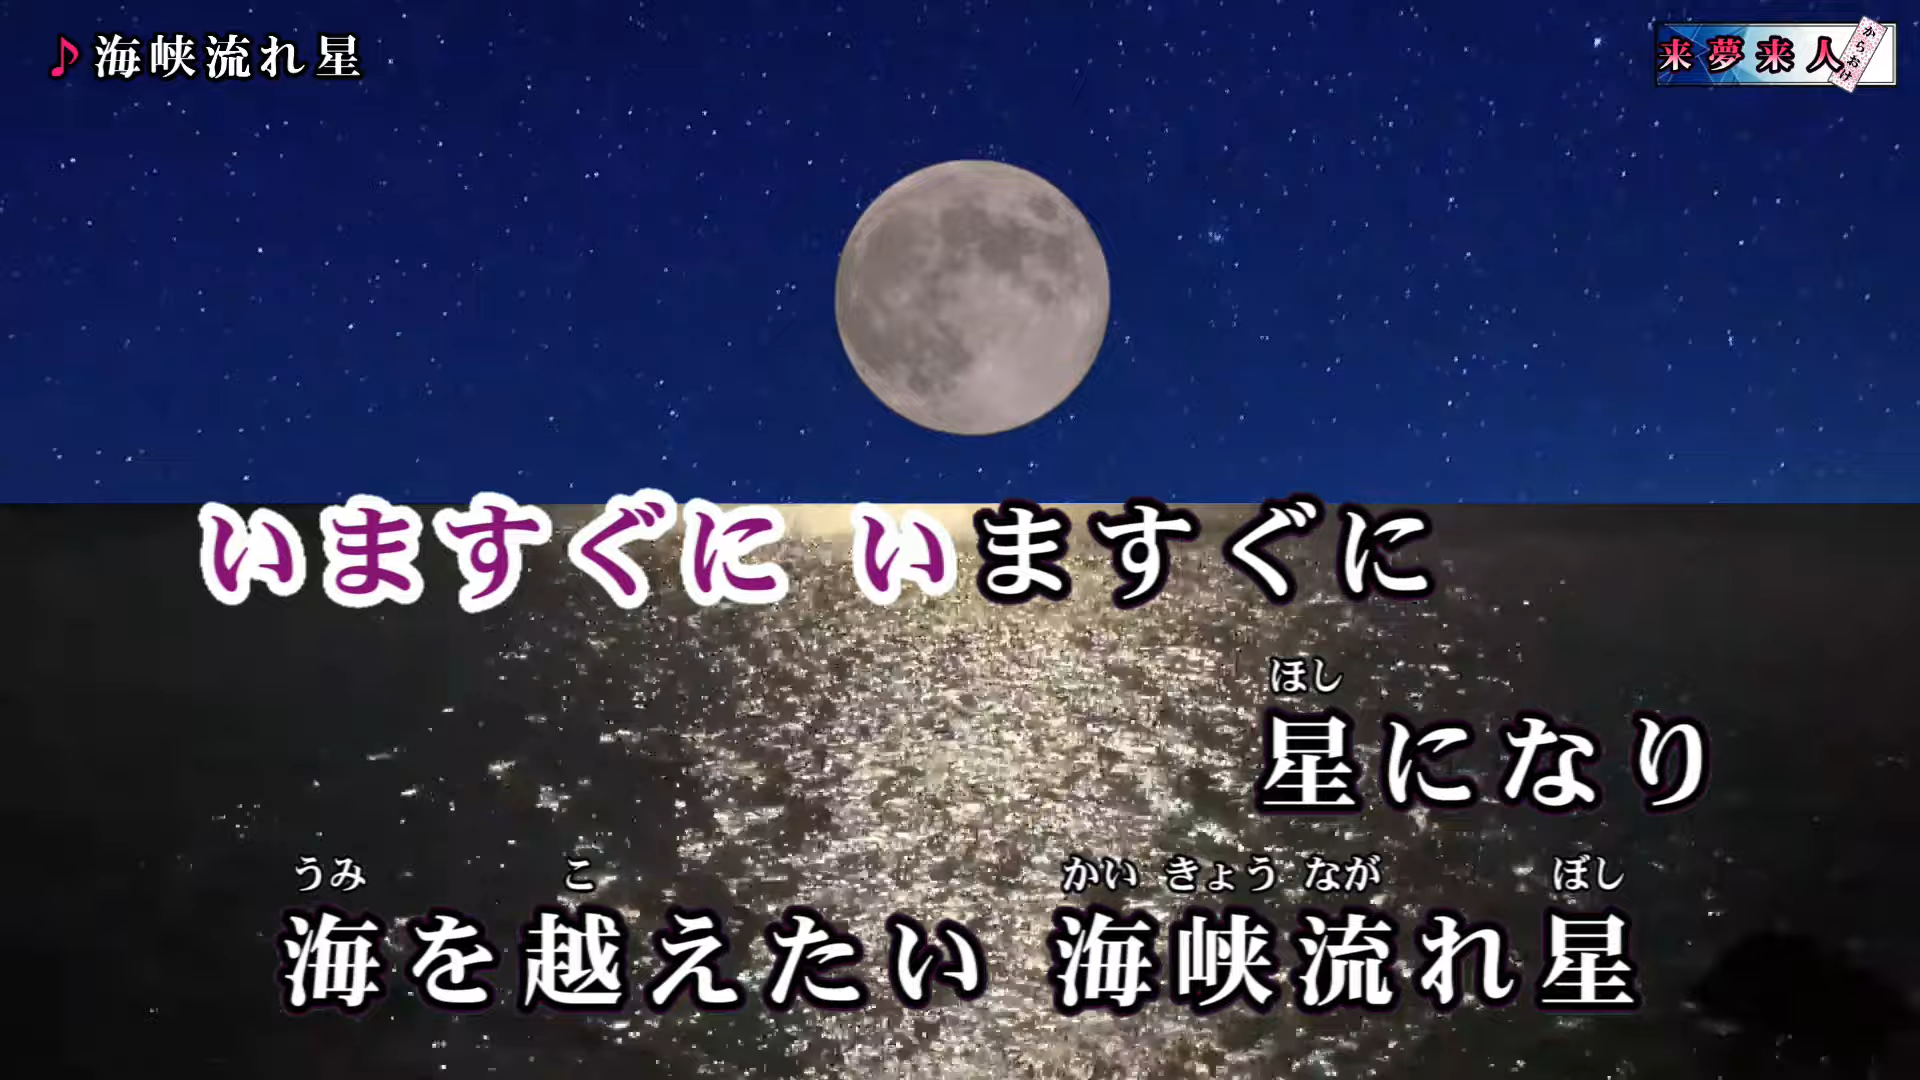 ♪海峡流れ星
来夢来人
からおけ
いますぐに いますぐに
ほし
星になり
うみ こ かい きょう なが ぼし
海を越えたい 海峡流れ星